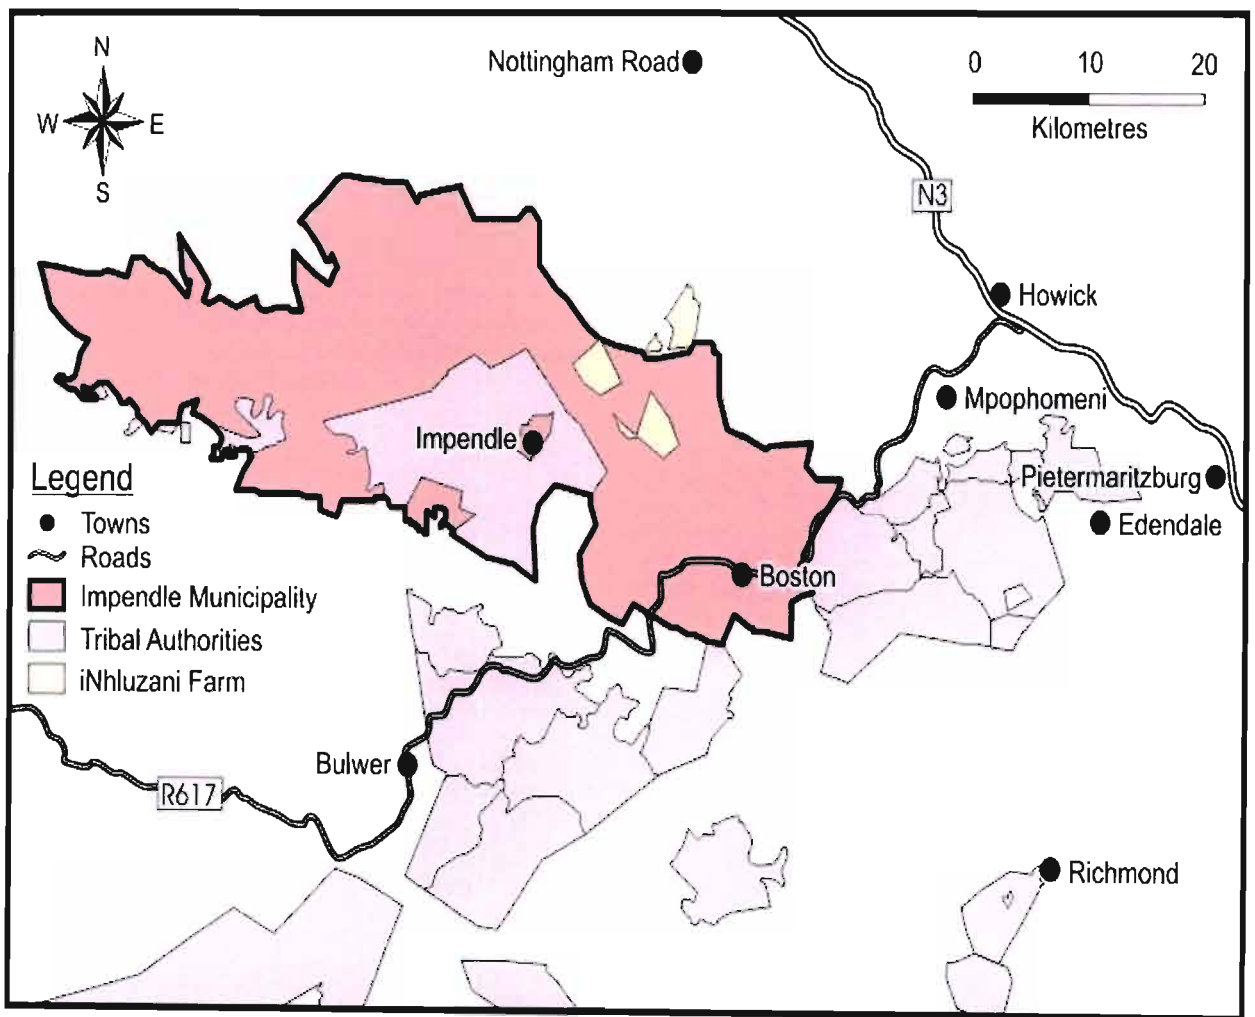 N
W E
S
Nottingham Road
0 10 20
Kilometres
N3
Howick
Mpophomeni
Impendle
Pietermaritzburg
Edendale
Boston
Legend
Towns
Roads
Impendle Municipality
Tribal Authorities
iNhluzani Farm
Bulwer
R617
Richmond